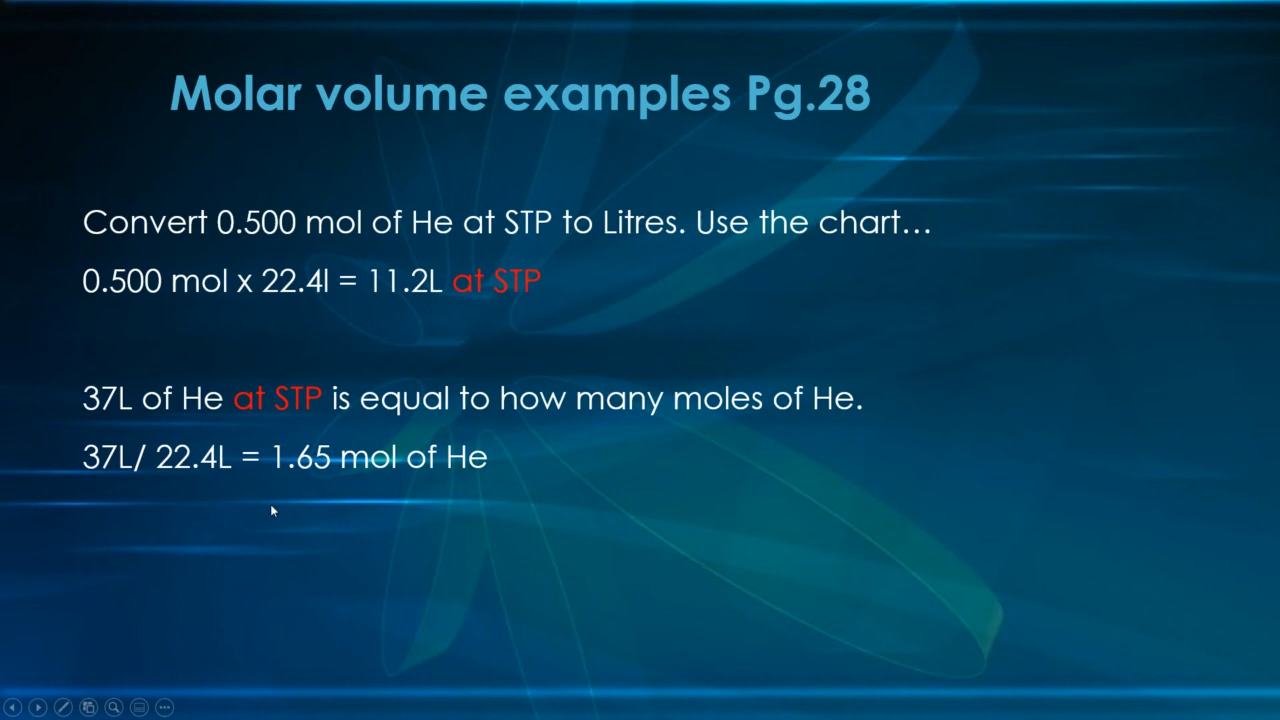 Molar volume examples Pg.28
Convert 0.500 mol of He at STP to Litres. Use the chart…
0.500 mol x 22.4l = 11.2L at STP
37L of He at STP is equal to how many moles of He.
37L/ 22.4L = 1.65 mol of He